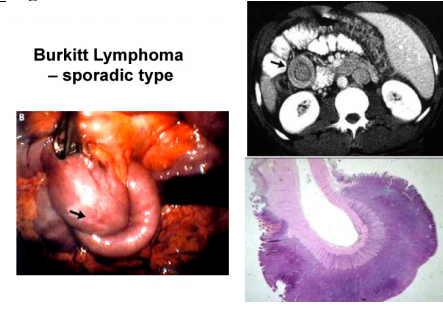 Burkitt Lymphoma
– sporadic type
B